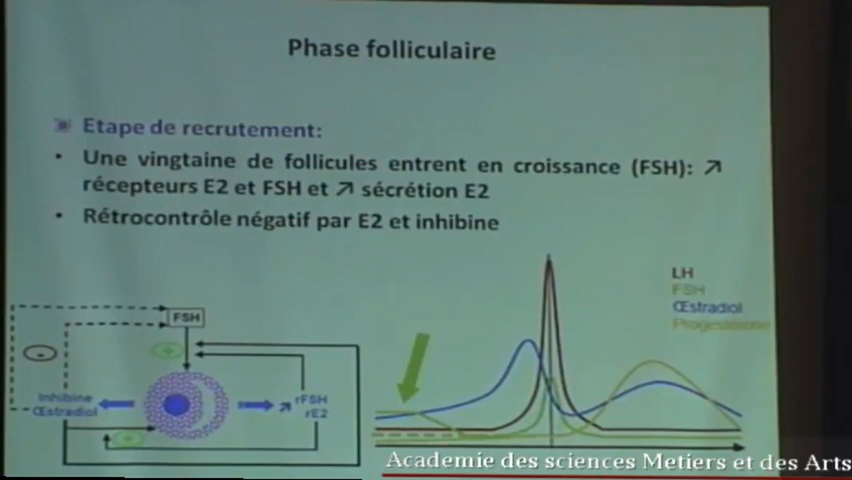 Phase folliculaire
Etape de recrutement:
• Une vingtaine de follicules entrent en croissance (FSH): ↗
récepteurs E2 et FSH et ↗ sécrétion E2
• Rétrocontrôle négatif par E2 et inhibine
LH
FSH
Œstradiol
Progestérone
FSH
-
+
Inhibine
Œstradiol
↗ rFSH
rE2
+
Academie des sciences Metiers et des Arts